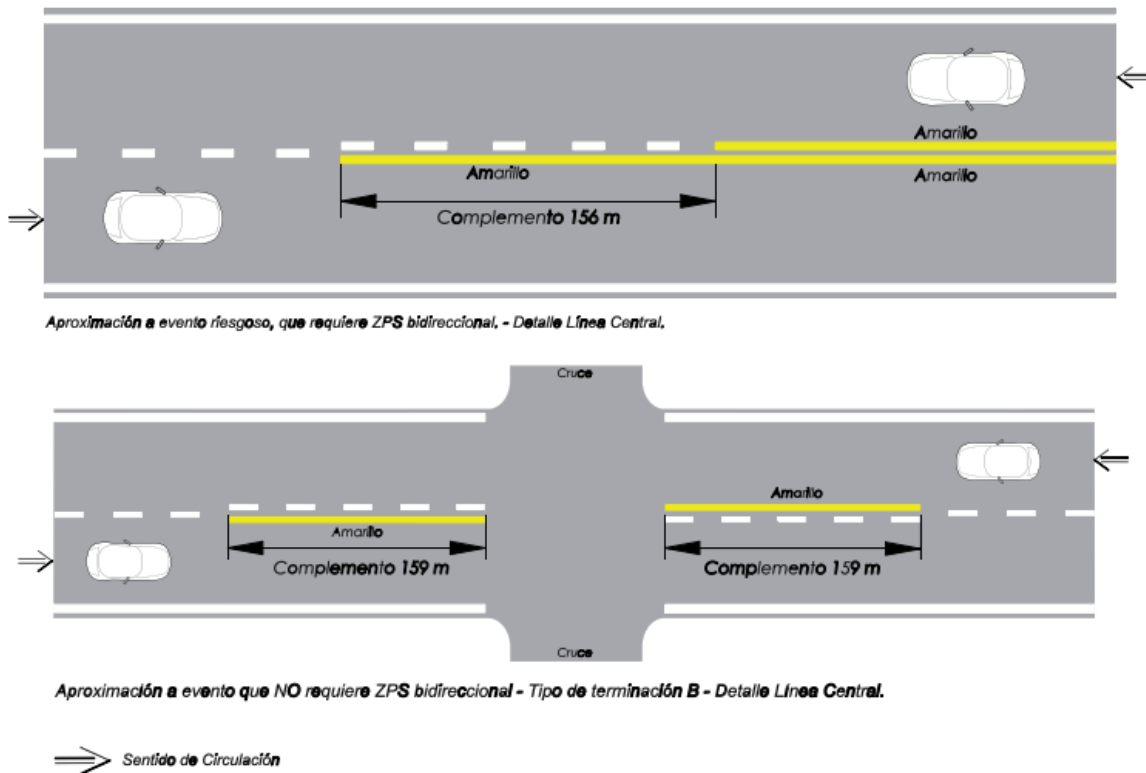 Amarillo
Amarillo
Amarillo
Complemento 156 m
Aproximación a evento riesgoso, que requiere ZPS bidireccional. - Detalle Línea Central.
Cruce
Amarillo
Amarillo
Complemento 159 m
Complemento 159 m
Cruce
Aproximación a evento que NO requiere ZPS bidireccional - Tipo de terminación B - Detalle Línea Central.
Sentido de Circulación